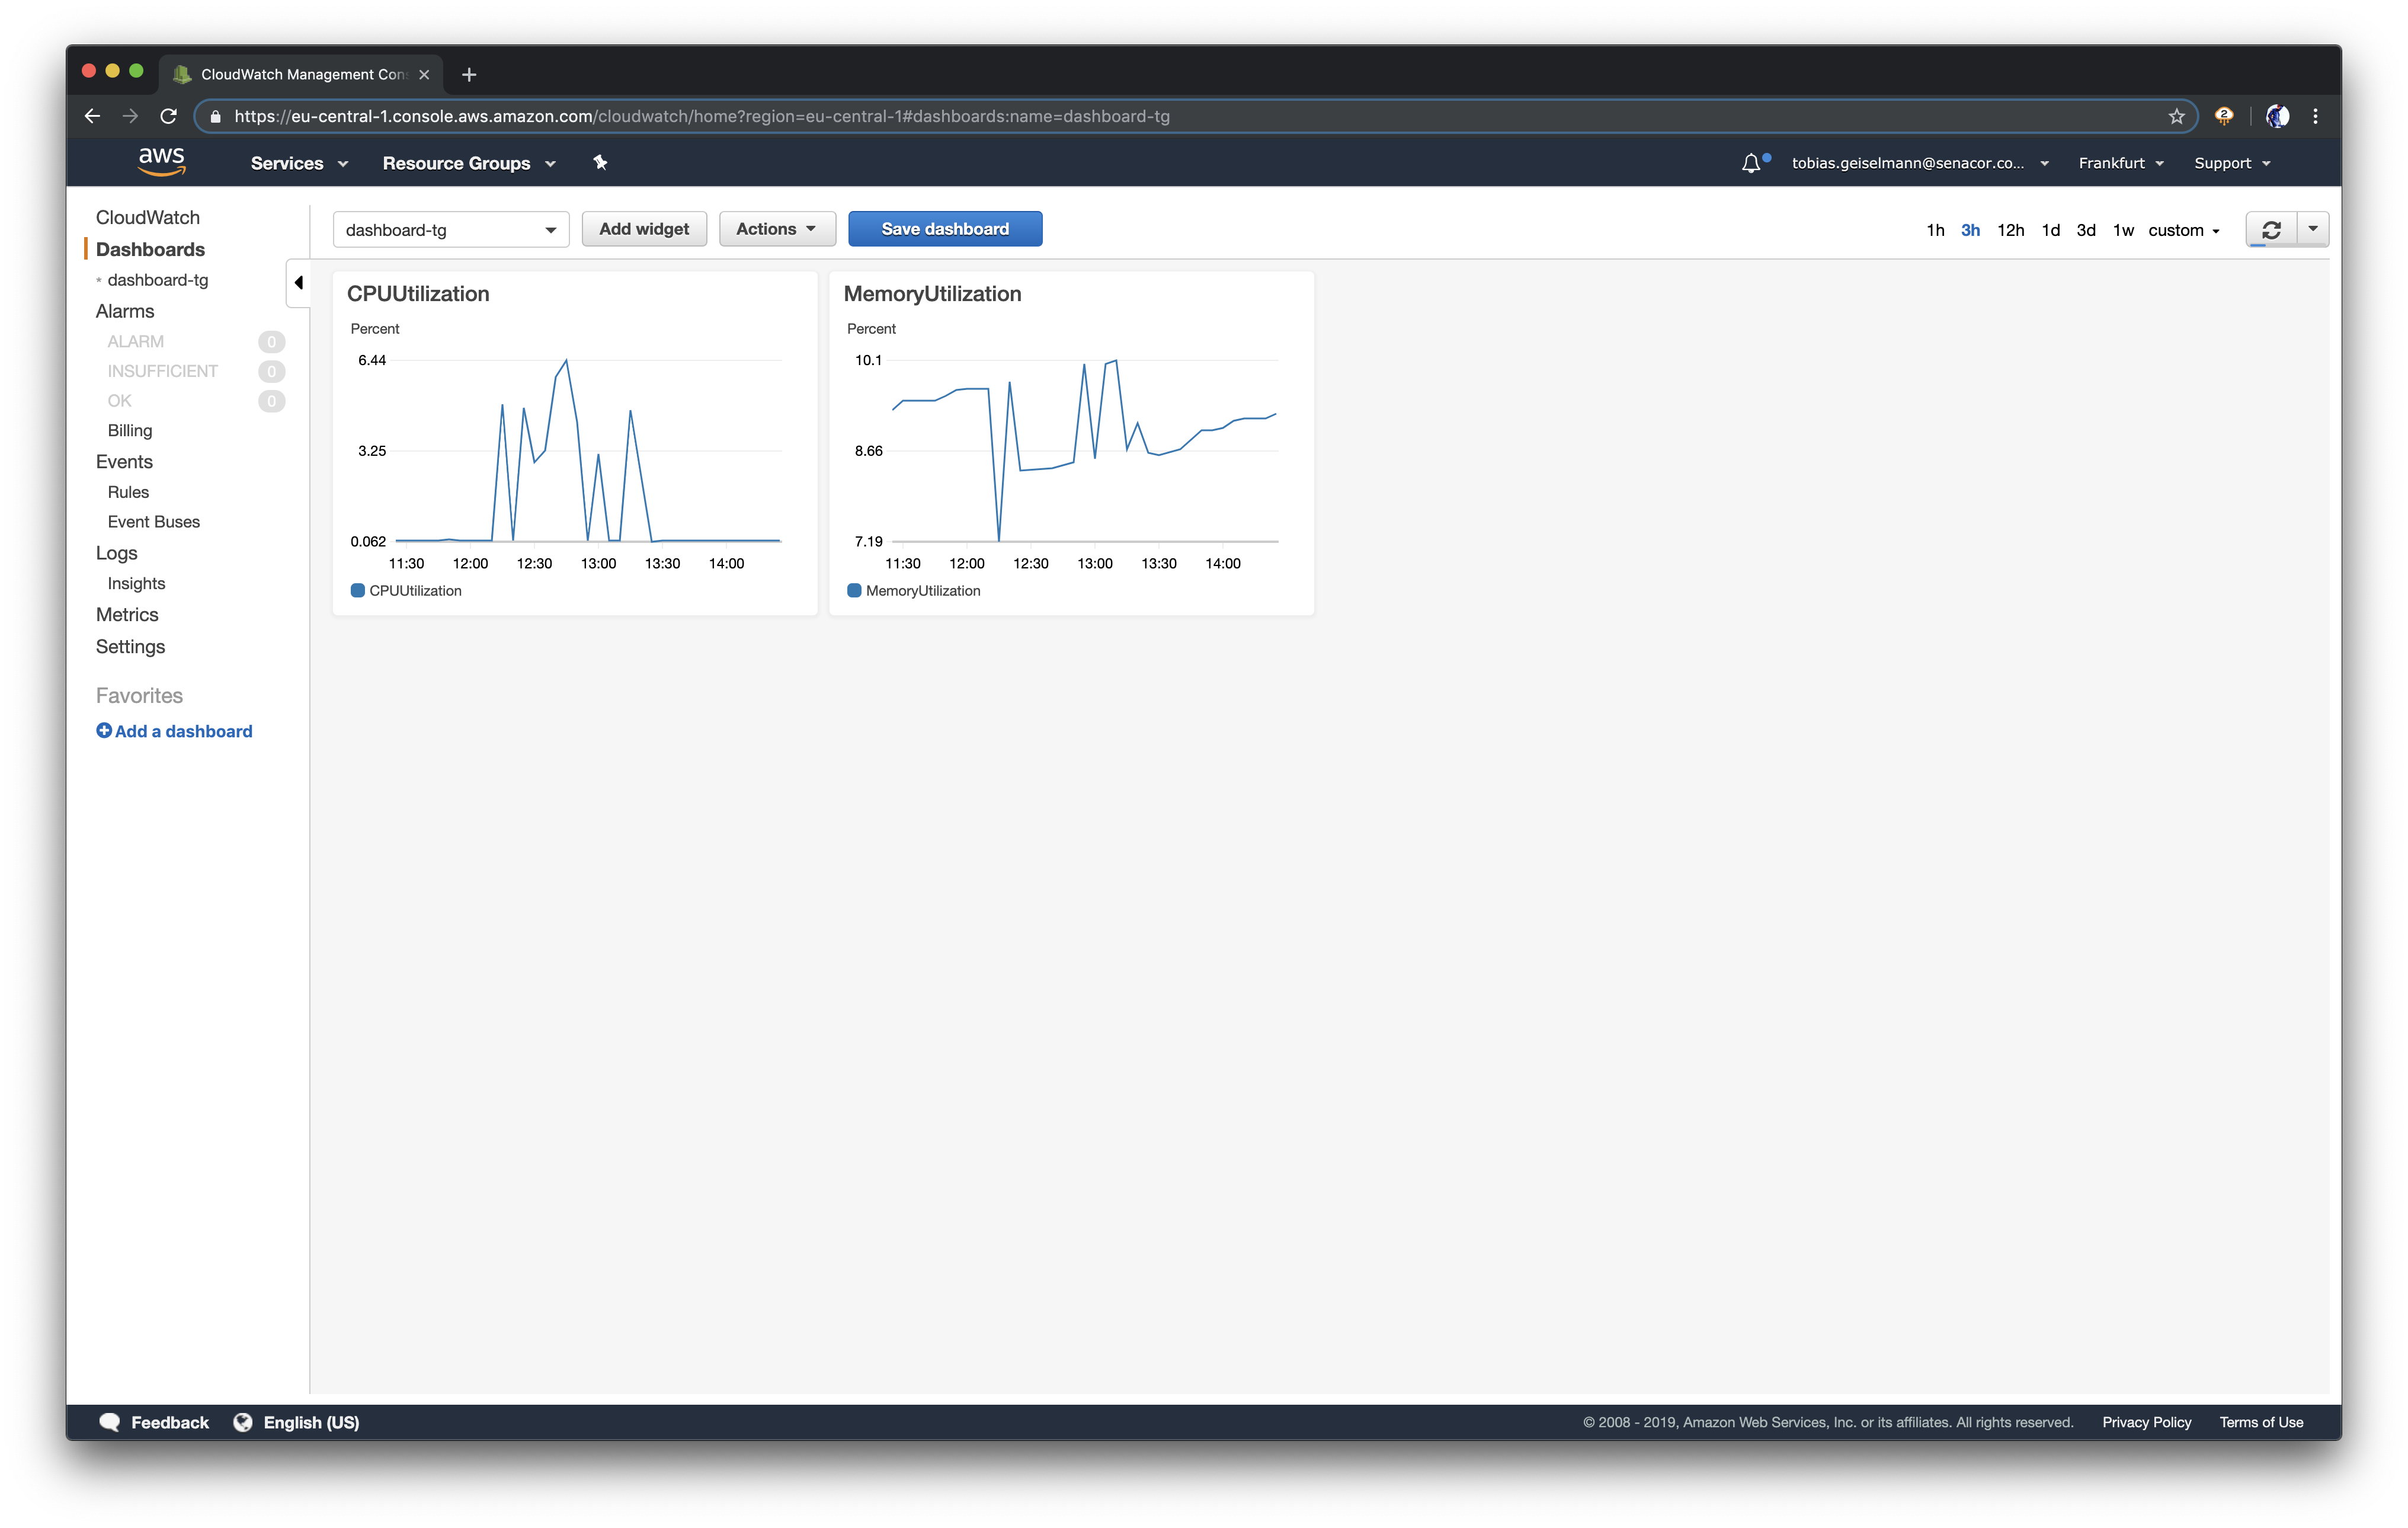 CloudWatch Management Con
https://eu-central-1.console.aws.amazon.com/cloudwatch/home?region=eu-central-1#dashboards:name=dashboard-tg
2
aws
Services
Resource Groups
tobias.geiselmann@senacor.co...
Frankfurt
Support
CloudWatch
Dashboards
dashboard-tg
Alarms
ALARM 0
INSUFFICIENT 0
OK 0
Billing
Events
Rules
Event Buses
Logs
Insights
Metrics
Settings
Favorites
Add a dashboard
dashboard-tg
Add widget
Actions
Save dashboard
1h 3h 12h 1d 3d 1w custom
CPUUtilization
Percent
6.44
3.25
0.062
11:30 12:00 12:30 13:00 13:30 14:00
CPUUtilization
MemoryUtilization
Percent
10.1
8.66
7.19
11:30 12:00 12:30 13:00 13:30 14:00
MemoryUtilization
Feedback
English (US)
© 2008 - 2019, Amazon Web Services, Inc. or its affiliates. All rights reserved.
Privacy Policy
Terms of Use